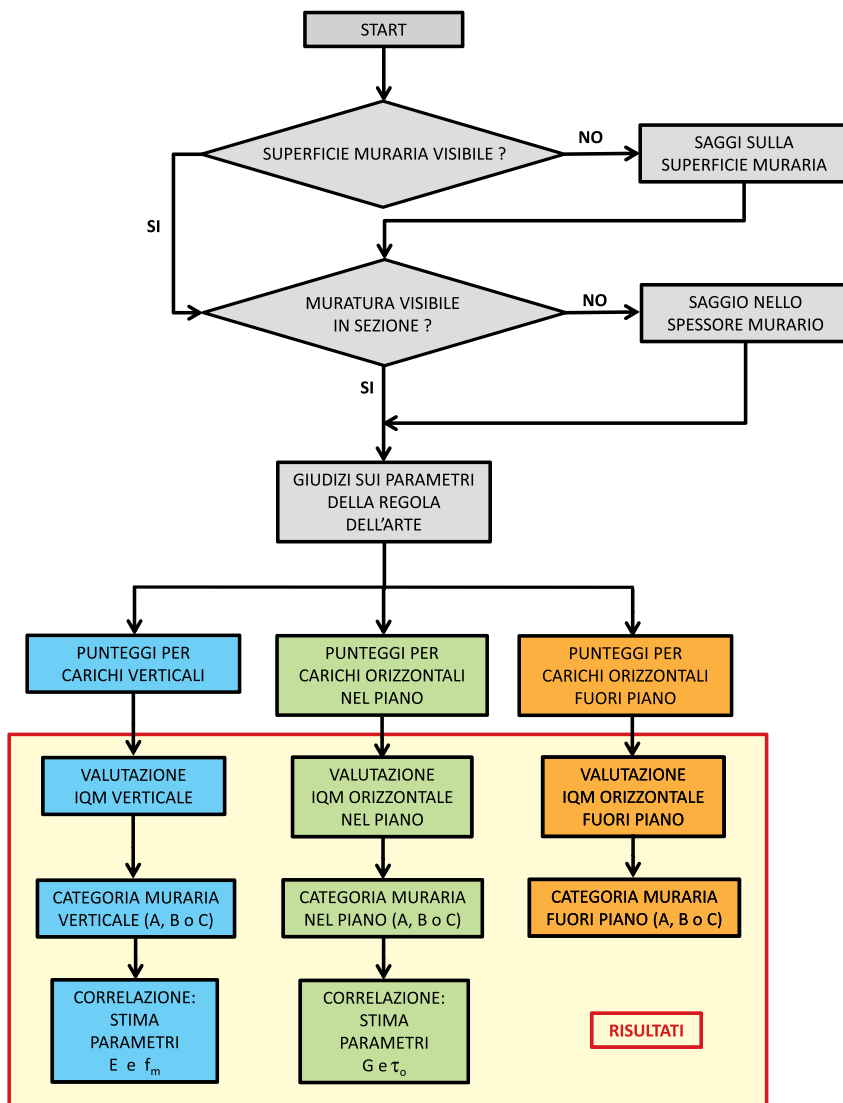 START
SUPERFICIE MURARIA VISIBILE ?
NO
SAGGI SULLA
SUPERFICIE MURARIA
SI
MURATURA VISIBILE
IN SEZIONE ?
NO
SAGGIO NELLO
SPESSORE MURARIO
SI
GIUDIZI SUI PARAMETRI
DELLA REGOLA
DELL'ARTE
PUNTEGGI PER
CARICHI VERTICALI
PUNTEGGI PER
CARICHI ORIZZONTALI
NEL PIANO
PUNTEGGI PER
CARICHI ORIZZONTALI
FUORI PIANO
VALUTAZIONE
IQM VERTICALE
VALUTAZIONE
IQM ORIZZONTALE
NEL PIANO
VALUTAZIONE
IQM ORIZZONTALE
FUORI PIANO
CATEGORIA MURARIA
VERTICALE (A, B o C)
CATEGORIA MURARIA
NEL PIANO (A, B o C)
CATEGORIA MURARIA
FUORI PIANO (A, B o C)
CORRELAZIONE:
STIMA
PARAMETRI
E e fm
CORRELAZIONE:
STIMA
PARAMETRI
G e τo
RISULTATI